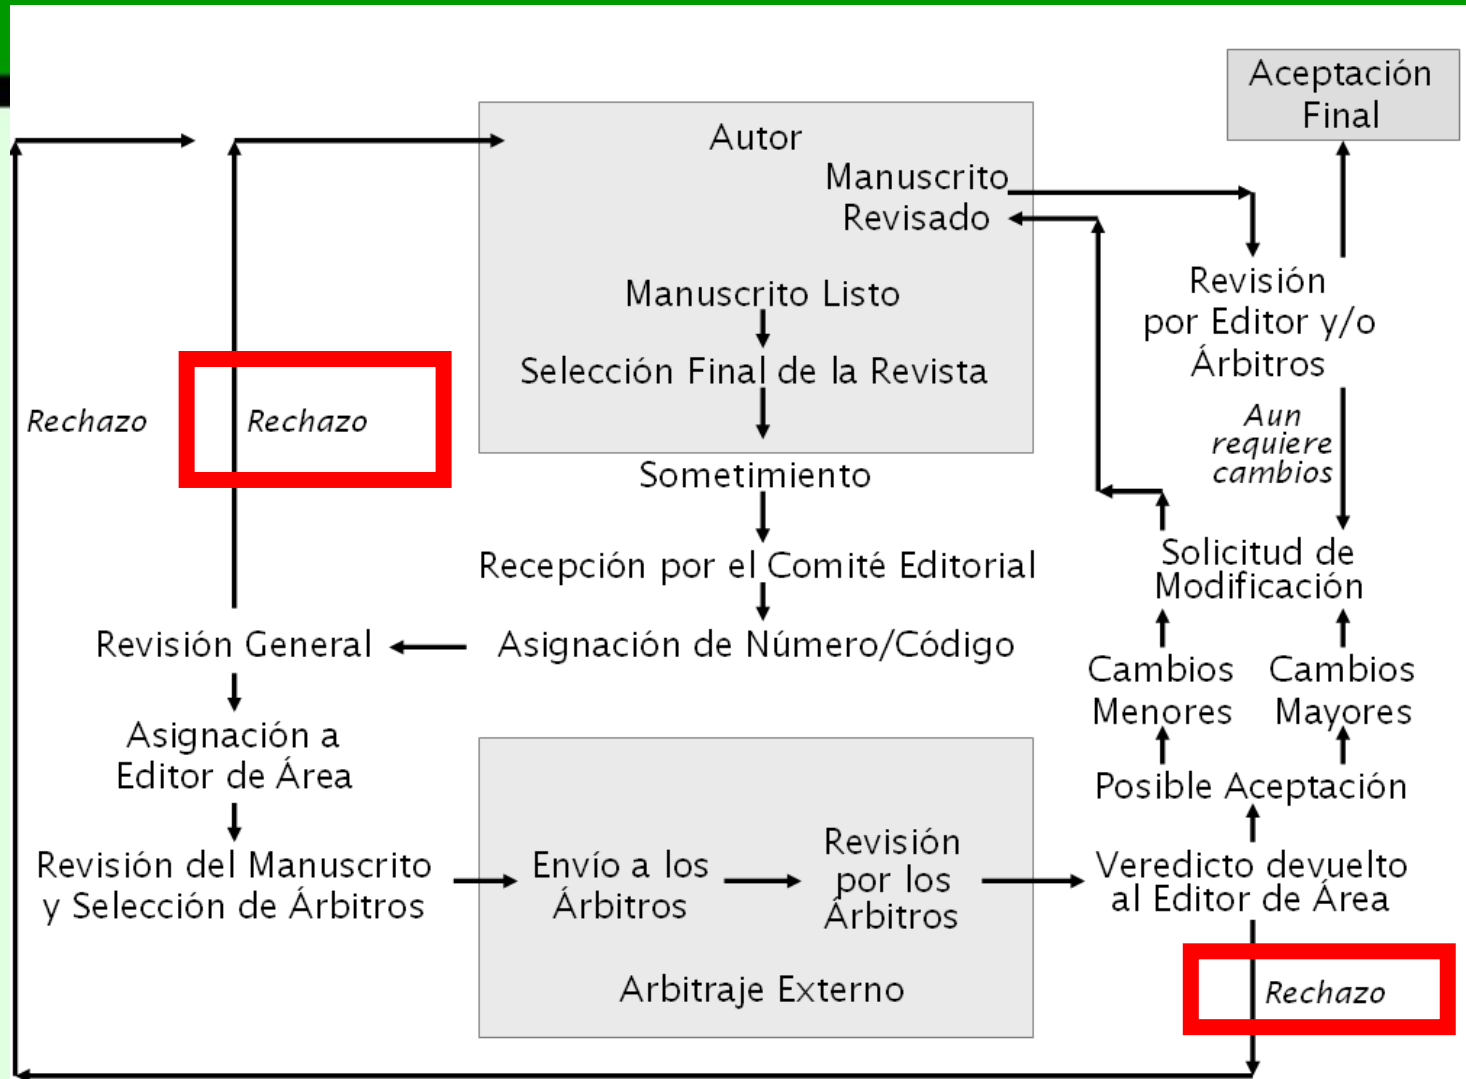 Aceptación
Final
Autor
Manuscrito
Revisado
Manuscrito Listo
Selección Final de la Revista
Revisión
por Editor y/o
Árbitros
Rechazo
Rechazo
Aun
requiere
cambios
Sometimiento
Recepción por el Comité Editorial
Asignación de Número/Código
Solicitud de
Modificación
Revisión General
Cambios
Menores
Cambios
Mayores
Asignación a
Editor de Área
Posible Aceptación
Revisión del Manuscrito
y Selección de Árbitros
Envío a los
Árbitros
Revisión
por los
Árbitros
Veredicto devuelto
al Editor de Área
Arbitraje Externo
Rechazo